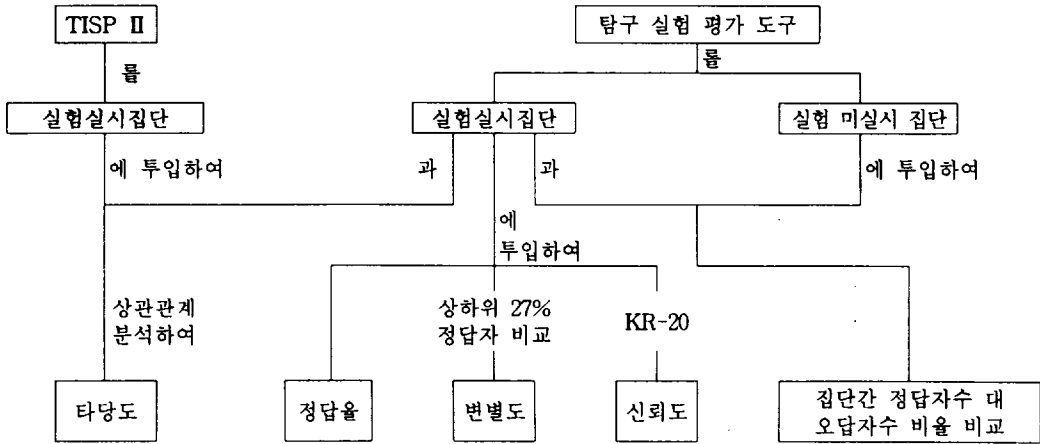 TISP Ⅱ
탐구 실험 평가 도구
를
를
실험실시집단
실험실시집단
실험 미실시 집단
에 투입하여
과
과
에 투입하여
에
투입하여
상관관계
분석하여
상하위 27%
정답자 비교
KR-20
타당도
정답율
변별도
신뢰도
집단간 정답자수 대
오답자수 비율 비교